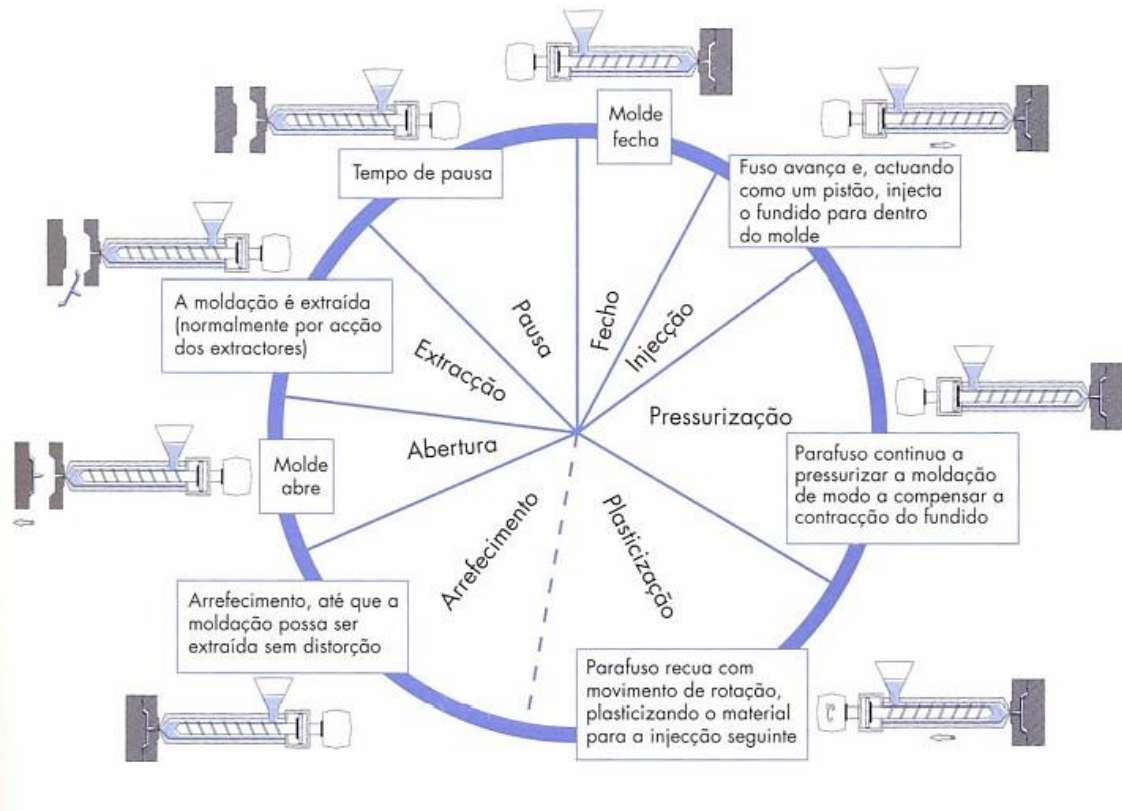 Molde
fecha
Fuso avança e, actuando
como um pistão, injecta
o fundido para dentro
do molde
Tempo de pausa
A moldação é extraída
(normalmente por acção
dos extractores)
Pausa
Fecho
Injecção
Extracção
Pressurização
Abertura
Molde
abre
Parafuso continua a
pressurizar a moldação
de modo a compensar a
contracção do fundido
Arrefecimento
Plasticização
Arrefecimento, até que a
moldação possa ser
extraída sem distorção
Parafuso recua com
movimento de rotação,
plasticizando o material
para a injecção seguinte